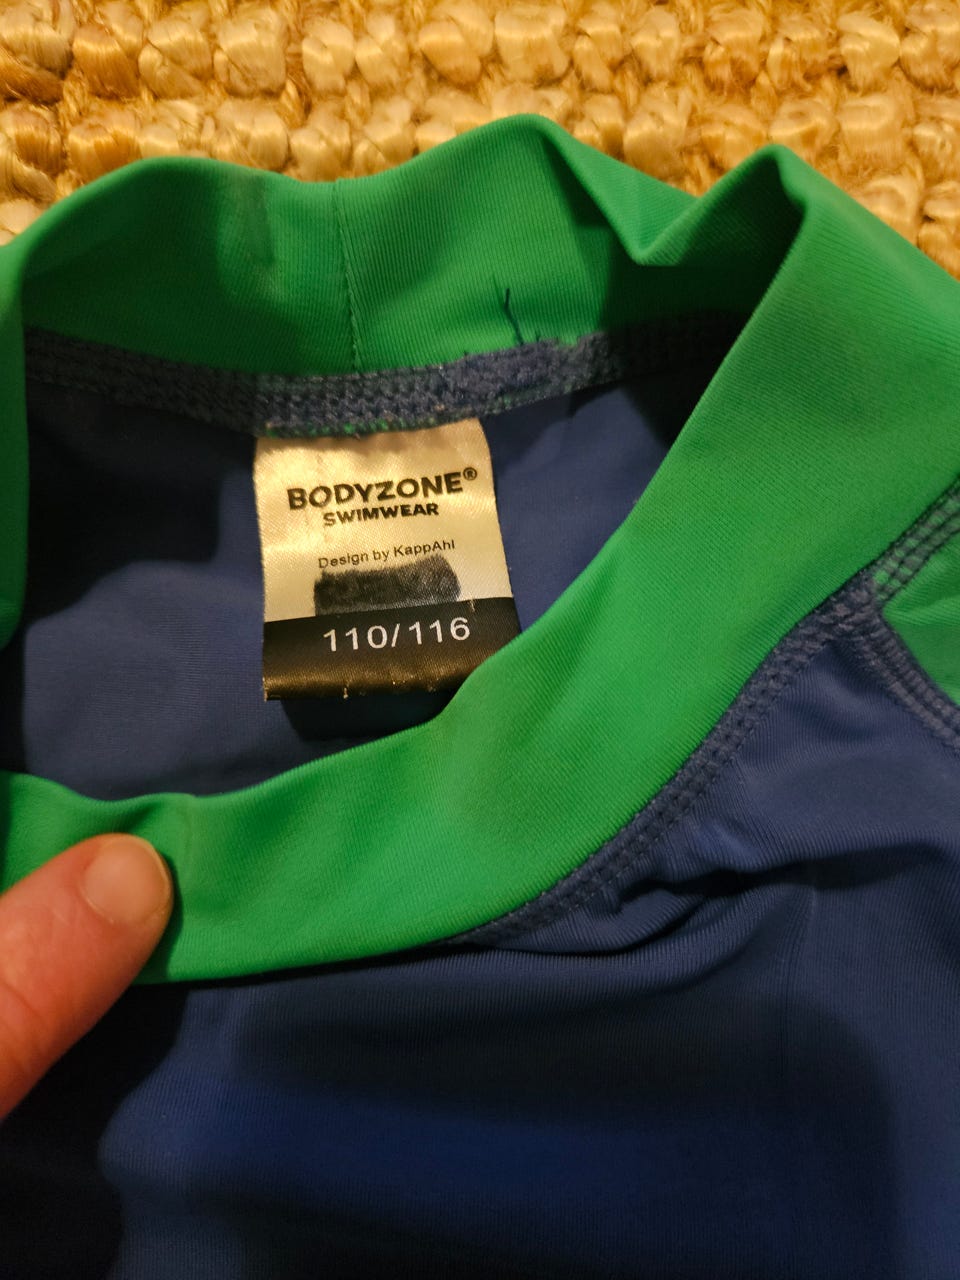 BODYZONE®
SWIMWEAR
Design by KappAhl
110/116